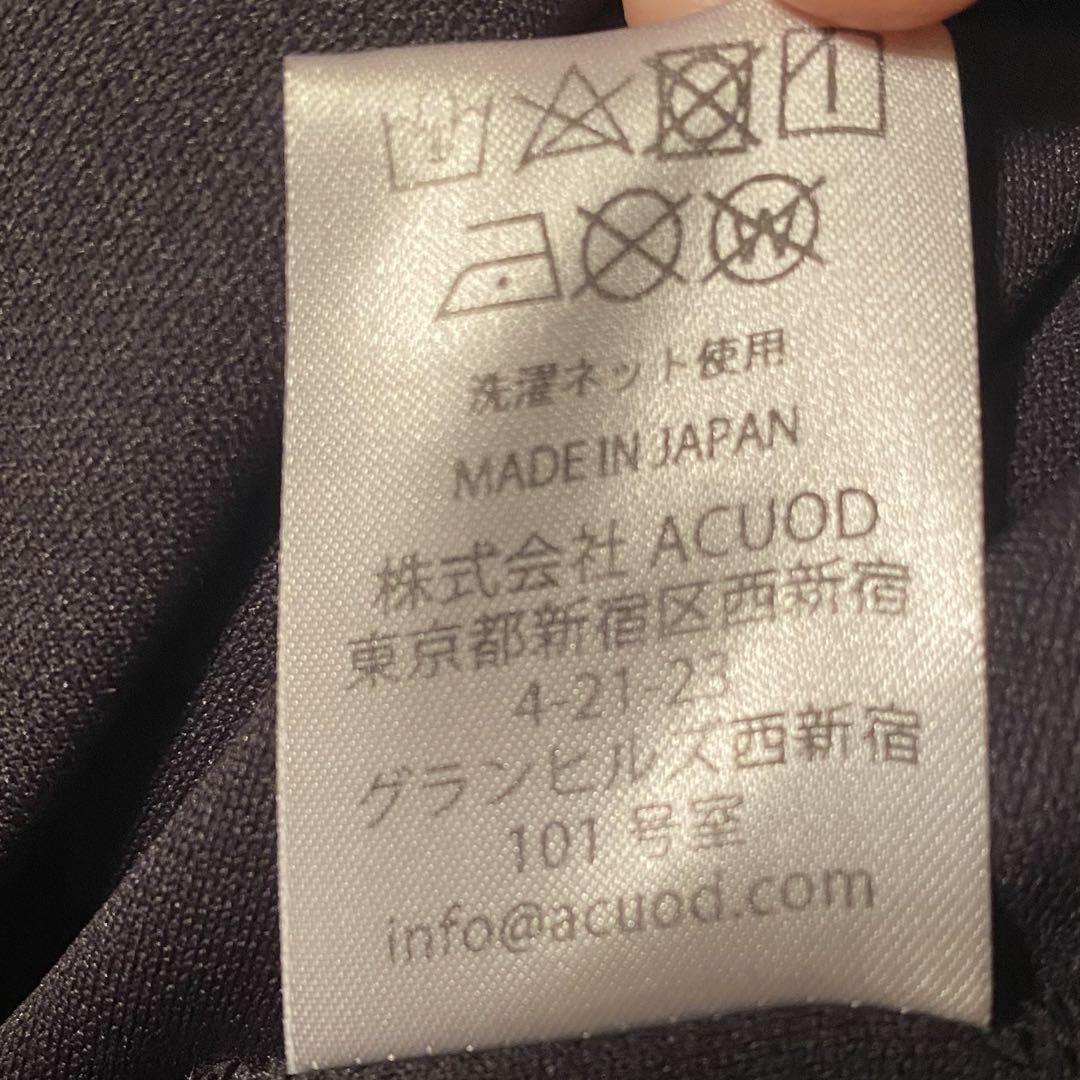 洗濯ネット使用
MADE IN JAPAN
株式会社 ACUOD
東京都新宿区西新宿
4-21-23
グランヒルズ西新宿
101 号室
info@acuod.com